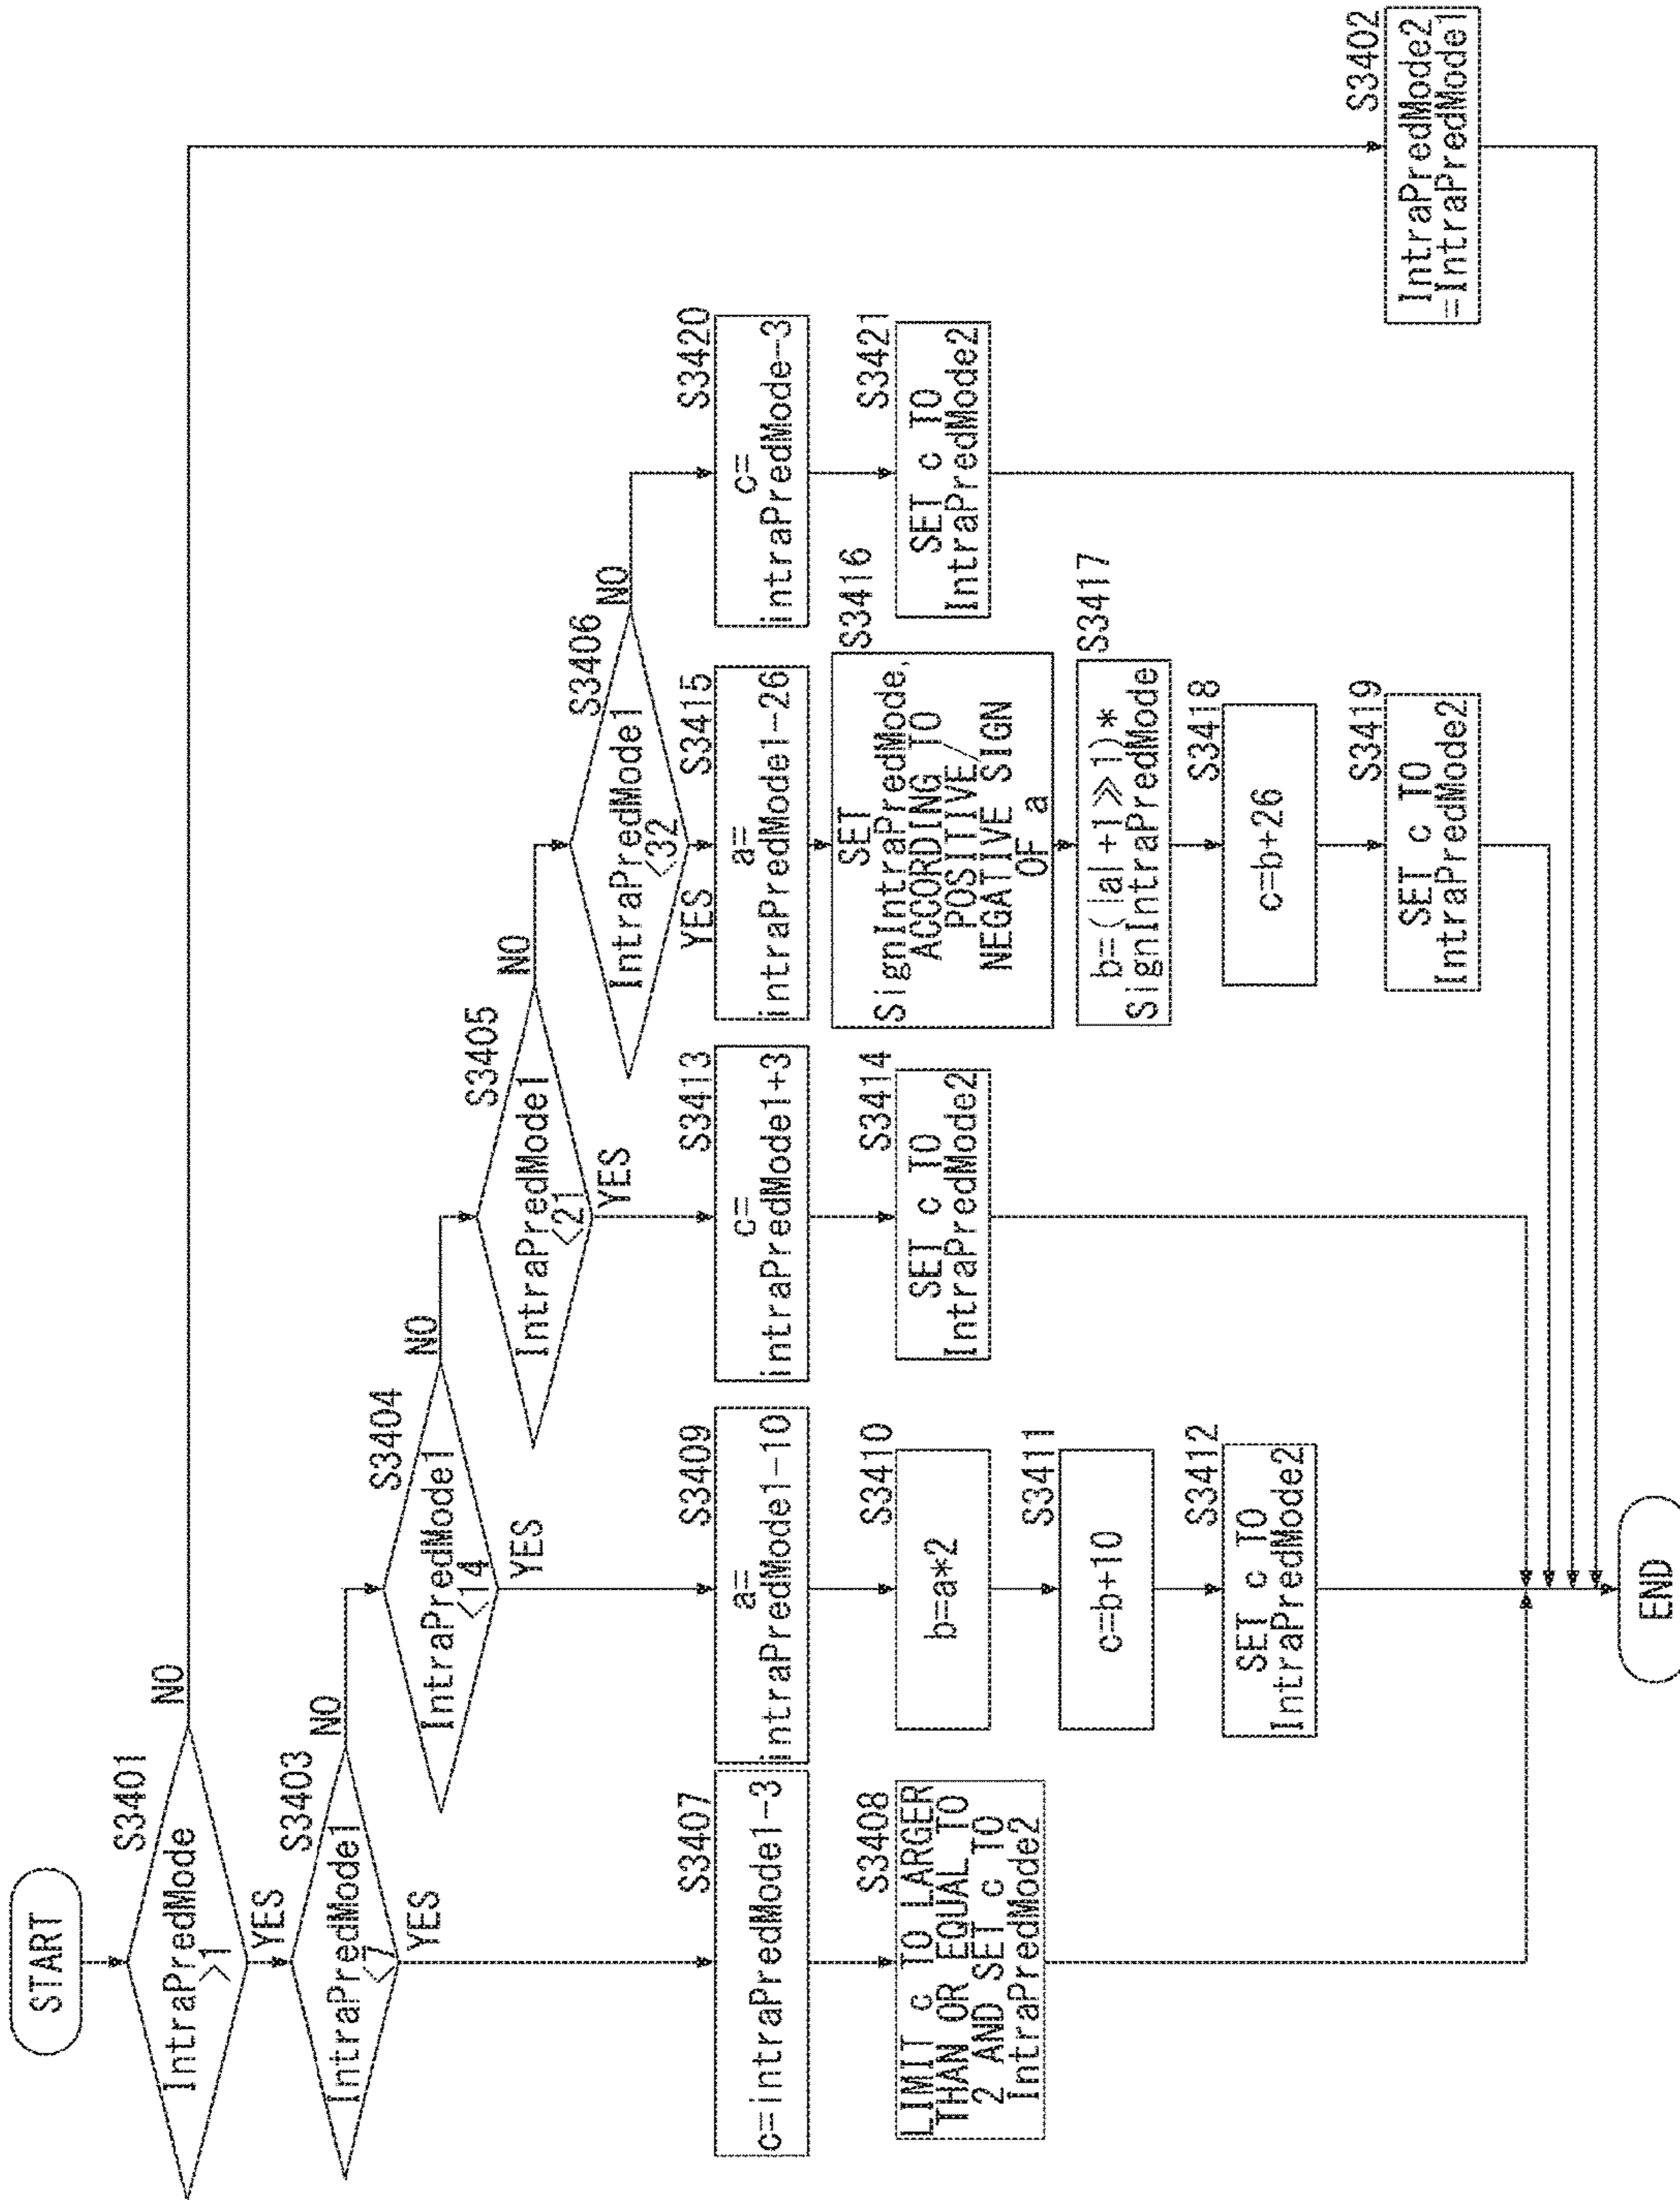 START
S3401
IntraPredMode
>1
NO
YES
S3403
IntraPredMode1
<7
NO
YES
S3404
IntraPredMode1
<14
NO
YES
S3405
IntraPredMode1
<21
NO
YES
S3406
IntraPredMode1
<32
NO
YES
S3407
c=intraPredMode1-3
S3408
LIMIT c TO LARGER
THAN OR EQUAL TO
2 AND SET c TO
IntraPredMode2
S3409
a=
intraPredMode1-10
S3410
b=a*2
S3411
c=b+10
S3412
SET c TO
IntraPredMode2
S3413
c=
intraPredMode1+3
S3414
SET c TO
IntraPredMode2
S3415
a=
intraPredMode1-26
S3416
SET
SignIntraPredMode,
ACCORDING TO
POSITIVE/
NEGATIVE SIGN
OF a
S3417
b=(|a|+1>>1)*
SignIntraPredMode
S3418
c=b+26
S3419
SET c TO
IntraPredMode2
S3420
c=
intraPredMode-3
S3421
SET c TO
IntraPredMode2
S3402
IntraPredMode2
=IntraPredMode1
END